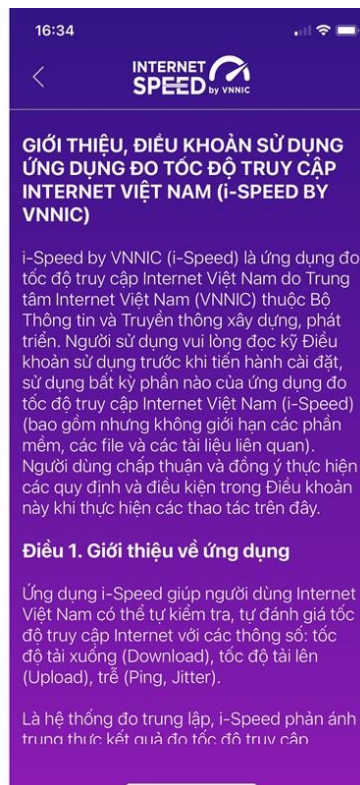 16:34
INTERNET
SPEED by VNNIC
GIỚI THIỆU, ĐIỀU KHOẢN SỬ DỤNG
ỨNG DỤNG ĐO TỐC ĐỘ TRUY CẬP
INTERNET VIỆT NAM (i-SPEED BY
VNNIC)
i-Speed by VNNIC (i-Speed) là ứng dụng đo
tốc độ truy cập Internet Việt Nam do Trung
tâm Internet Việt Nam (VNNIC) thuộc Bộ
Thông tin và Truyền thông xây dựng, phát
triển. Người sử dụng vui lòng đọc kỹ Điều
khoản sử dụng trước khi tiến hành cài đặt,
sử dụng bất kỳ phần nào của ứng dụng đo
tốc độ truy cập Internet Việt Nam (i-Speed)
(bao gồm nhưng không giới hạn các phần
mềm, các file và các tài liệu liên quan).
Người dùng chấp thuận và đồng ý thực hiện
các quy định và điều kiện trong Điều khoản
này khi thực hiện các thao tác trên đây.
Điều 1. Giới thiệu về ứng dụng
Ứng dụng i-Speed giúp người dùng Internet
Việt Nam có thể tự kiểm tra, tự đánh giá tốc
độ truy cập Internet với các thông số: tốc
độ tải xuống (Download), tốc độ tải lên
(Upload), trễ (Ping, Jitter).
Là hệ thống đo trung lập, i-Speed phản ánh
trung thực kết quả đo tốc độ truy cập